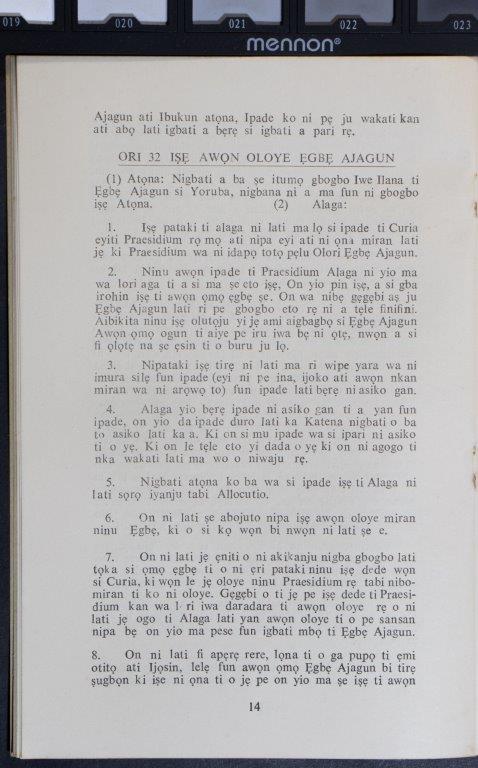 019 020 021 022 023
mennon®
Ajagun ati Ibukun atọna, Ipade ko ni pẹ ju wakati kan
ati abọ lati igbati a bẹrẹ si igbati a pari rẹ.
ORI 32 IṢẸ AWỌN OLOYE ẸGBẸ AJAGUN
(1) Atọna: Nigbati a ba ṣe itumọ gbogbo Iwe Ilana ti
Ẹgbẹ Ajagun si Yoruba, nigbana ni a ma fun ni gbogbo
iṣẹ Atọna. (2) Alaga:
1. Iṣẹ pataki ti alaga ni lati ma lọ si ipade ti Curia
eyiti Praesidium rọ mọ ati nipa eyi ati ni ọna miran lati
jẹ ki Praesidium wa ni idapọ totọ pẹlu Olori Ẹgbẹ Ajagun.
2. Ninu awọn ipade ti Praesidium Alaga ni yio ma
wa lori aga ti a si ma ṣe eto iṣẹ, On yio pin iṣẹ, a si gba
irohin iṣẹ ti awọn ọmọ ẹgbẹ ṣe. On wa nibẹ gẹgẹbi aṣ ju
Ẹgbẹ Ajagun lati ri pe gbogbo eto rẹ ni a tẹle finifini.
Aibikita ninu iṣẹ olutọju yi jẹ ami aigbagbọ si Ẹgbẹ Ajagun
Awọn ọmọ ogun ti aiye pe iru iwa bẹ ni ọtẹ, nwọn a si
fi ọlọtẹ na ṣe ẹsin ti o buru ju lọ.
3. Nipataki iṣẹ tirẹ ni lati ma ri wipe yara wa ni
imura silẹ fun ipade (eyi ni pe ina, ijoko ati awọn nkan
miran wa ni arọwọ to) fun ipade lati bẹrẹ ni asiko gan.
4. Alaga yio bẹrẹ ipade ni asiko gan ti a yan fun
ipade, on yio da ipade duro lati ka Katena nigbati o ba
to asiko lati ka a. Ki on si mu ipade wa si ipari ni asiko
ti o yẹ. Ki on le tẹle eto yi dada o yẹ ki on ni agogo ti
nka wakati lati ma wo o niwaju rẹ.
5. Nigbati atọna ko ba wa si ipade iṣẹ ti Alaga ni
lati sọrọ iyanju tabi Allocutio.
6. On ni lati ṣe abojuto nipa iṣẹ awọn oloye miran
ninu Ẹgbẹ, ki o si kọ wọn bi nwọn ni lati ṣe e.
7. On ni lati jẹ ẹniti o ni akikanju nigba gbogbo lati
tọka si ọmọ ẹgbẹ ti o ni ẹri pataki ninu iṣẹ dede wọn
si Curia, ki wọn le jẹ oloye ninu Praesidium rẹ tabi nibo-
miran ti ko ni oloye. Gẹgẹbi o ti jẹ pe iṣẹ dede ti Praesi-
dium kan wa l ri iwa daradara ti awọn oloye rẹ o ni
lati jẹ ogo ti Alaga lati yan awọn oloye ti o pe sansan
nipa bẹ on yio ma pese fun igbati mbọ ti Ẹgbẹ Ajagun.
8. On ni lati fi apẹrẹ rere, lọna ti o ga pupọ ti ẹmi
otitọ ati Ijọsin, lelẹ fun awọn ọmọ Ẹgbẹ Ajagun bi tirẹ
ṣugbọn ki iṣe ni ọna ti o jẹ pe on yio ma ṣe iṣẹ ti awọn
14